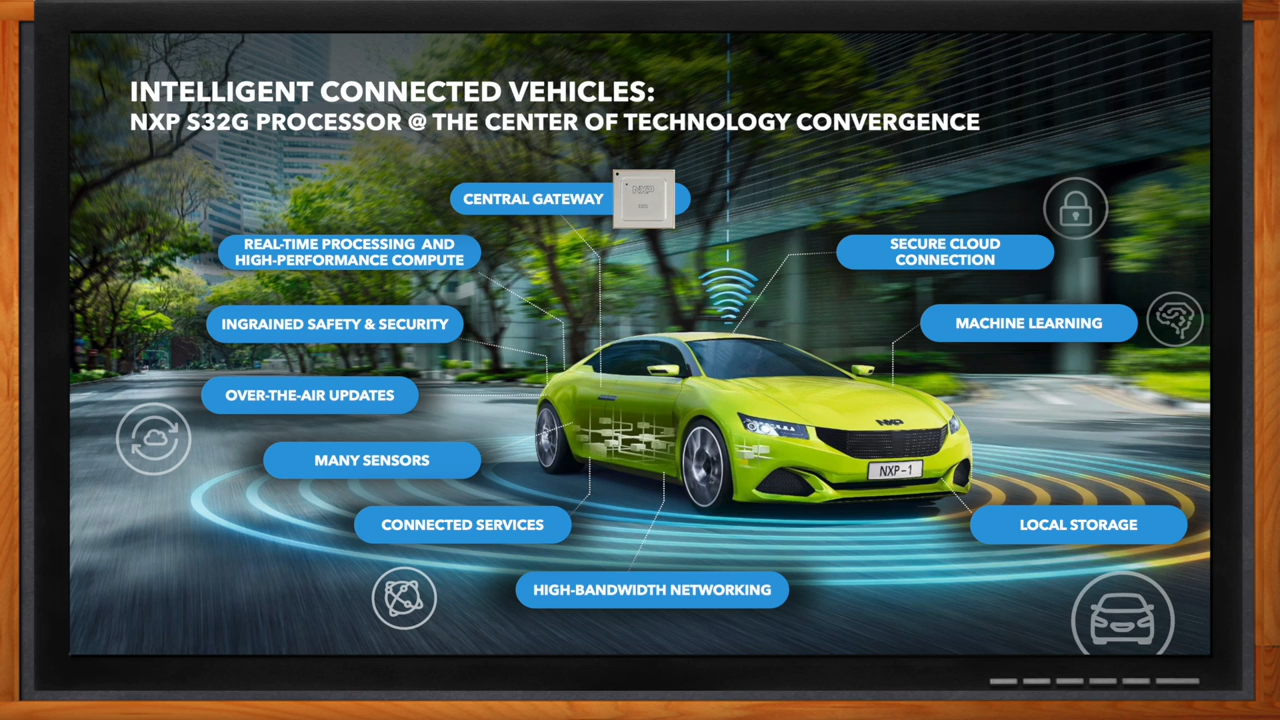 INTELLIGENT CONNECTED VEHICLES:
NXP S32G PROCESSOR @ THE CENTER OF TECHNOLOGY CONVERGENCE
CENTRAL GATEWAY
NXP
REAL-TIME PROCESSING AND
HIGH-PERFORMANCE COMPUTE
SECURE CLOUD
CONNECTION
INGRAINED SAFETY & SECURITY
MACHINE LEARNING
OVER-THE-AIR UPDATES
NXP
MANY SENSORS
NXP-1
CONNECTED SERVICES
LOCAL STORAGE
HIGH-BANDWIDTH NETWORKING